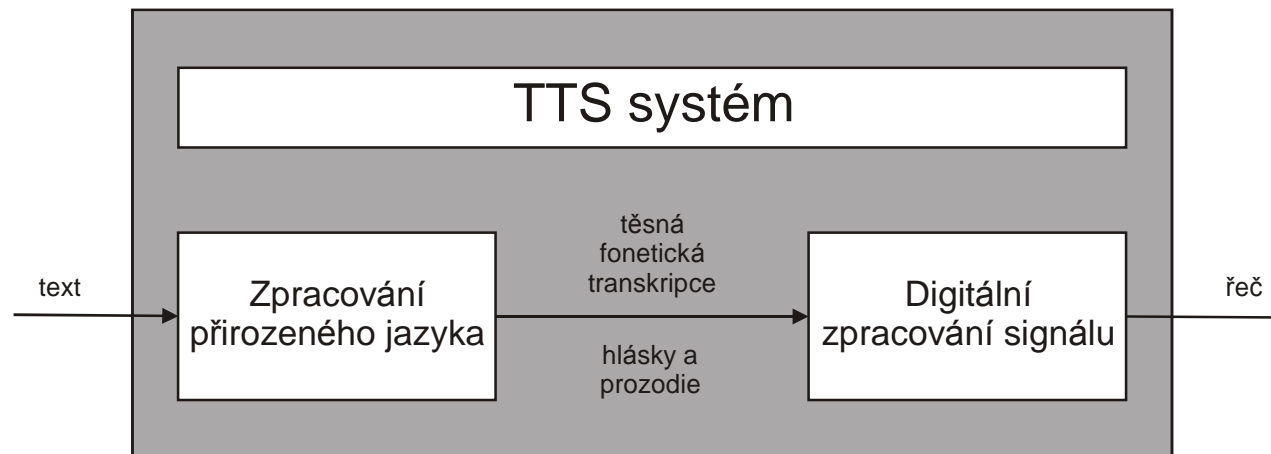 TTS systém
těsná
fonetická
transkripce
text
Zpracování
přirozeného jazyka
hlásky a
prozodie
Digitální
zpracování signálu
řeč